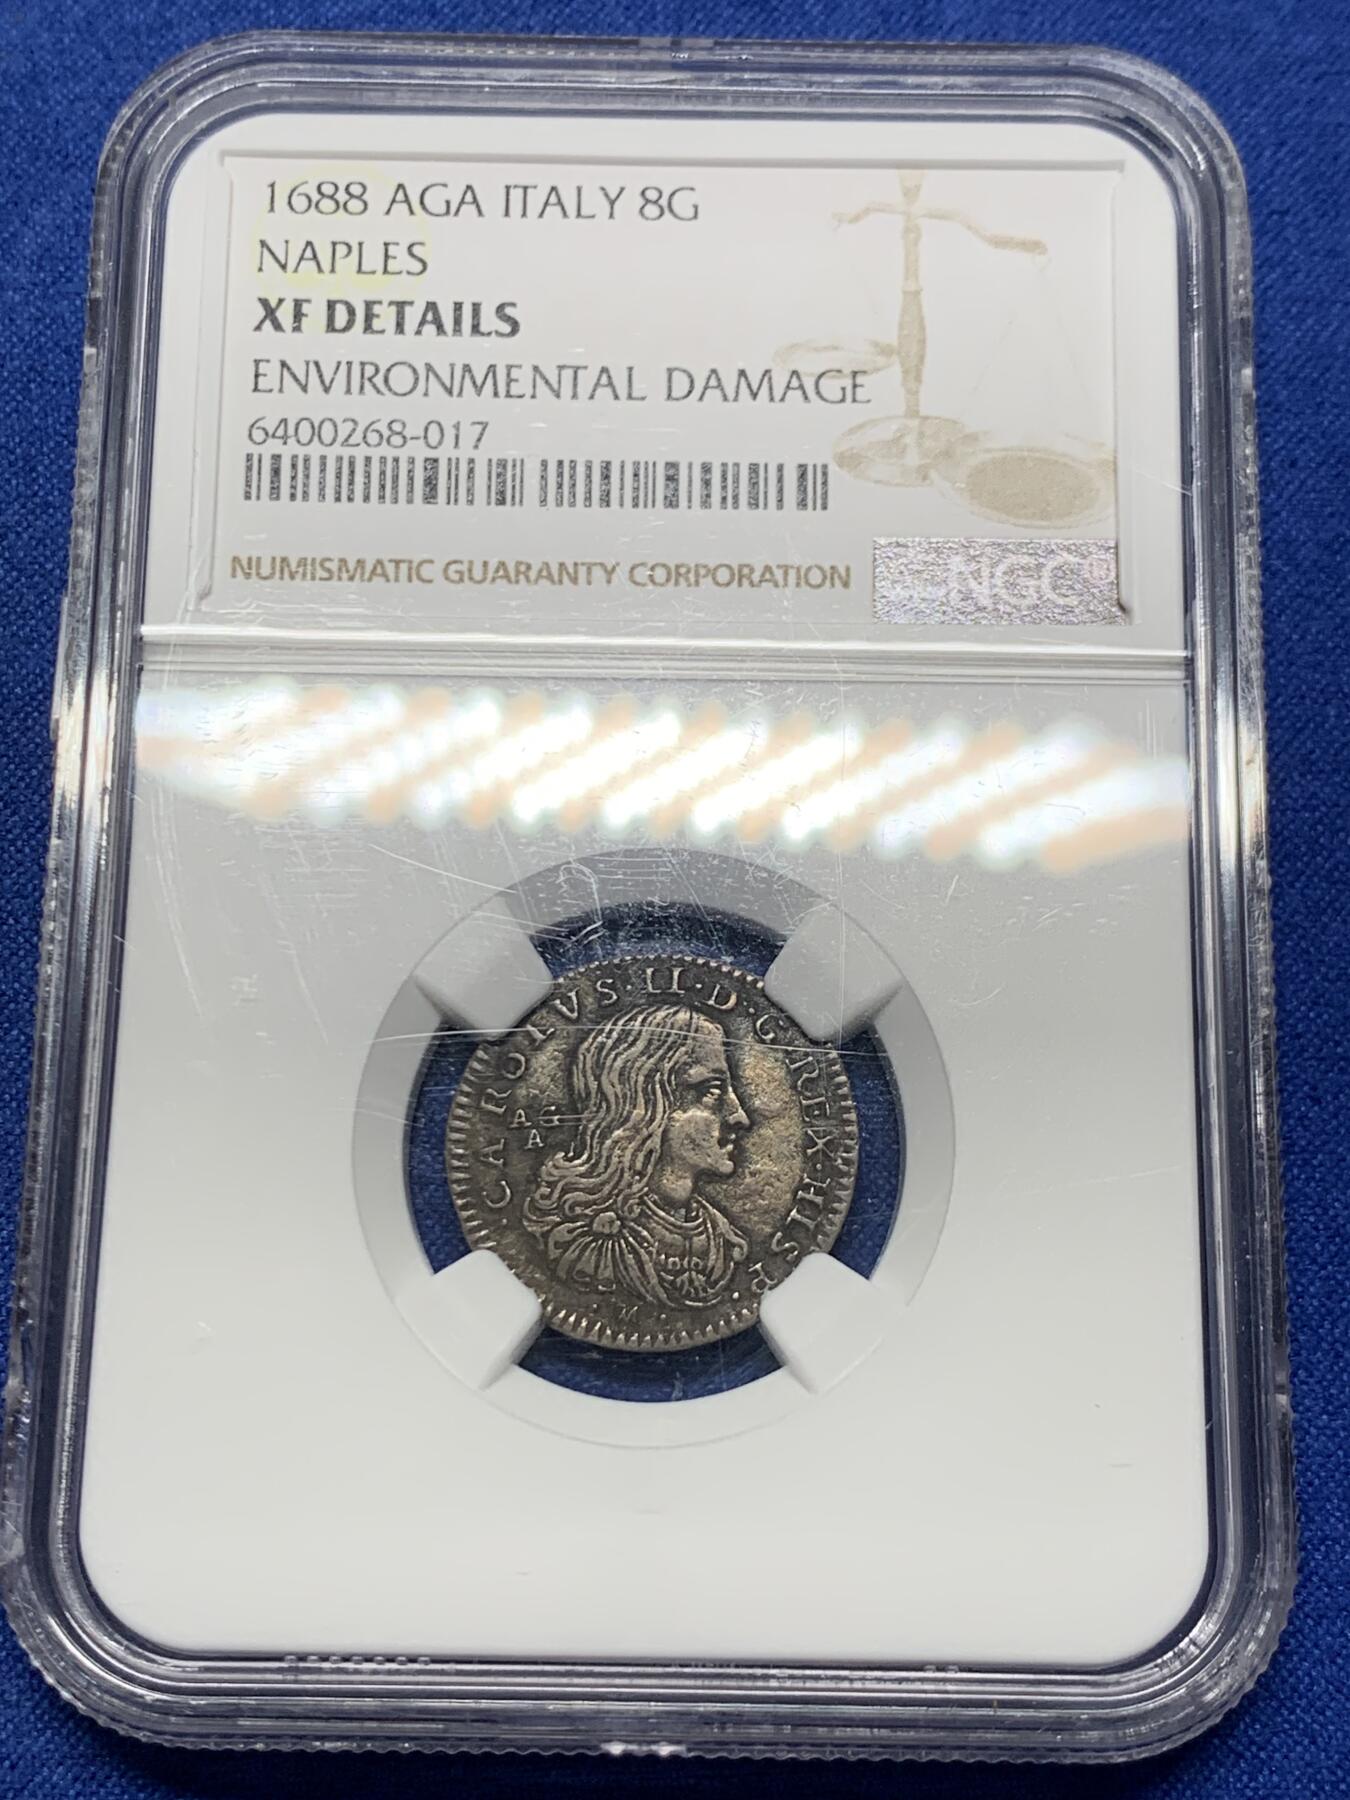 1688 AGA ITALY 8G
NAPLES
XF DETAILS
ENVIRONMENTAL DAMAGE
6400268-017
NUMISMATIC GUARANTY CORPORATION
NGC
CAROLVS·II·D·G·REX·HISP·
AG
A
M